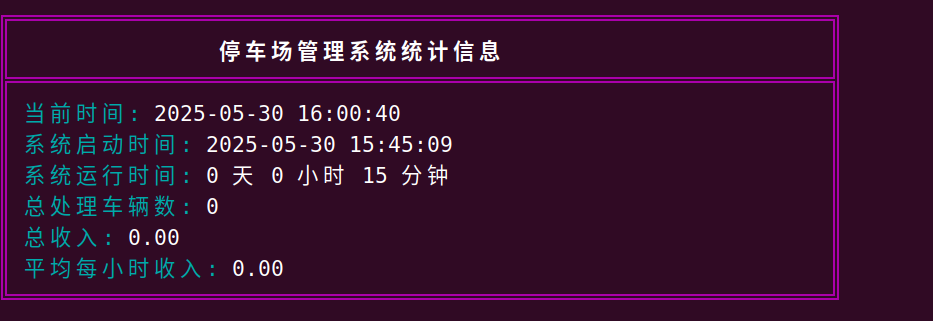 停车场管理系统统计信息
当前时间: 2025-05-30 16:00:40
系统启动时间: 2025-05-30 15:45:09
系统运行时间: 0 天 0 小时 15 分钟
总处理车辆数: 0
总收入: 0.00
平均每小时收入: 0.00